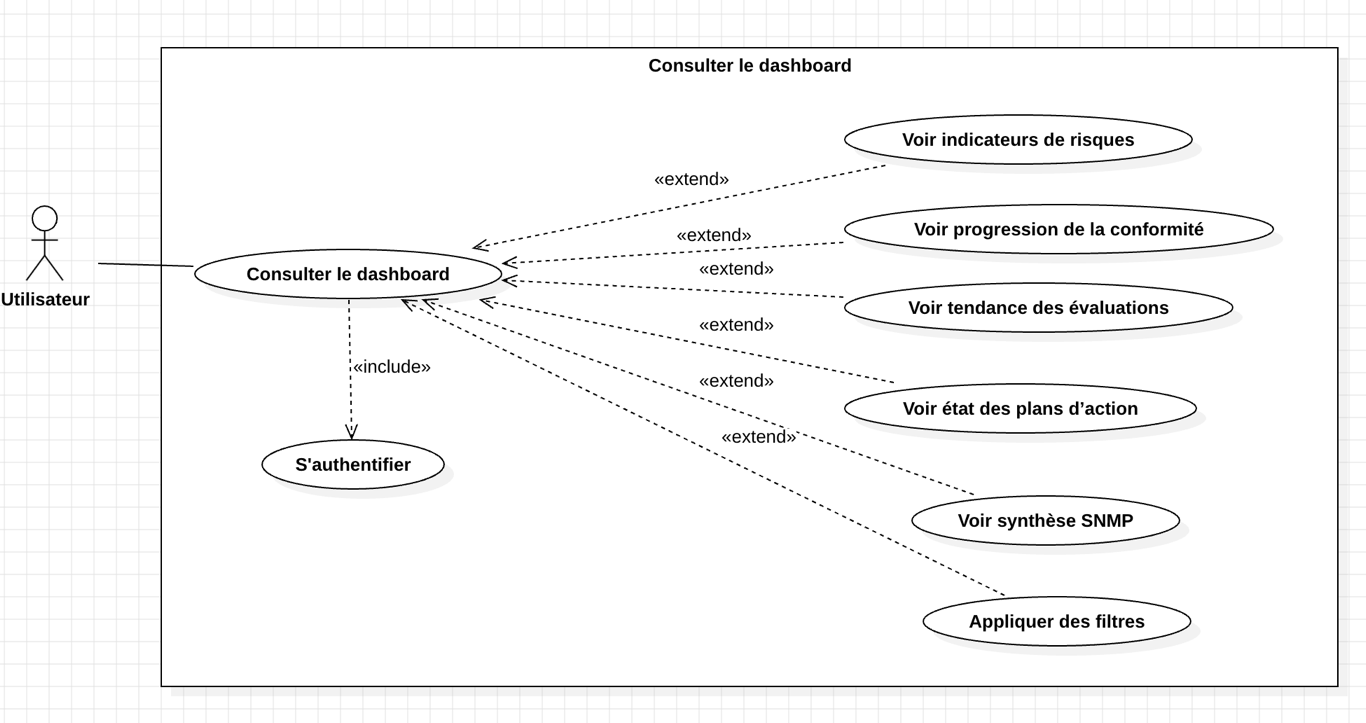 Consulter le dashboard
Voir indicateurs de risques
«extend»
Voir progression de la conformité
«extend»
Consulter le dashboard
«extend»
Utilisateur
Voir tendance des évaluations
«extend»
«include»
«extend»
Voir état des plans d’action
«extend»
S'authentifier
Voir synthèse SNMP
Appliquer des filtres